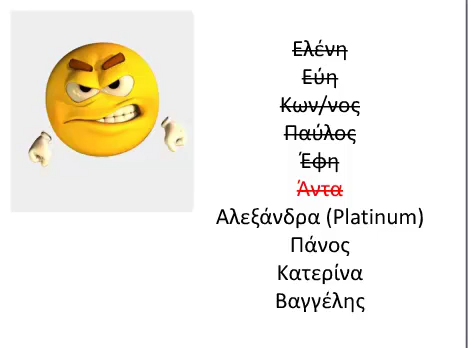 Ελένη
Εύη
Κων/νος
Παύλος
Έφη
Άντα
Αλεξάνδρα (Platinum)
Πάνος
Κατερίνα
Βαγγέλης